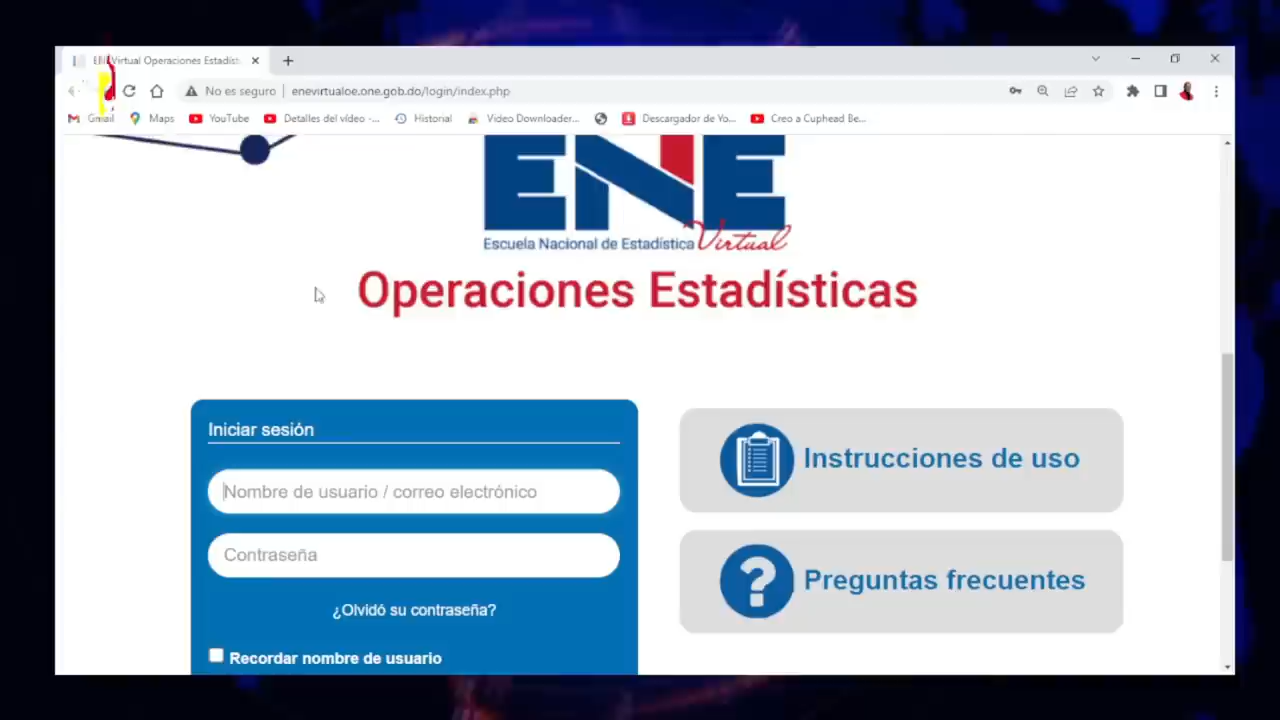 Virtual Operaciones Estadíst
No es seguro
enevirtualoe.one.gob.do/login/index.php
Gmail
Maps
YouTube
Detalles del vídeo -...
Historial
Video Downloader...
Descargador de Yo...
Creo a Cuphead Be...
ENE
Escuela Nacional de Estadística Virtual
Operaciones Estadísticas
Iniciar sesión
Nombre de usuario / correo electrónico
Contraseña
¿Olvidó su contraseña?
Recordar nombre de usuario
Instrucciones de uso
Preguntas frecuentes